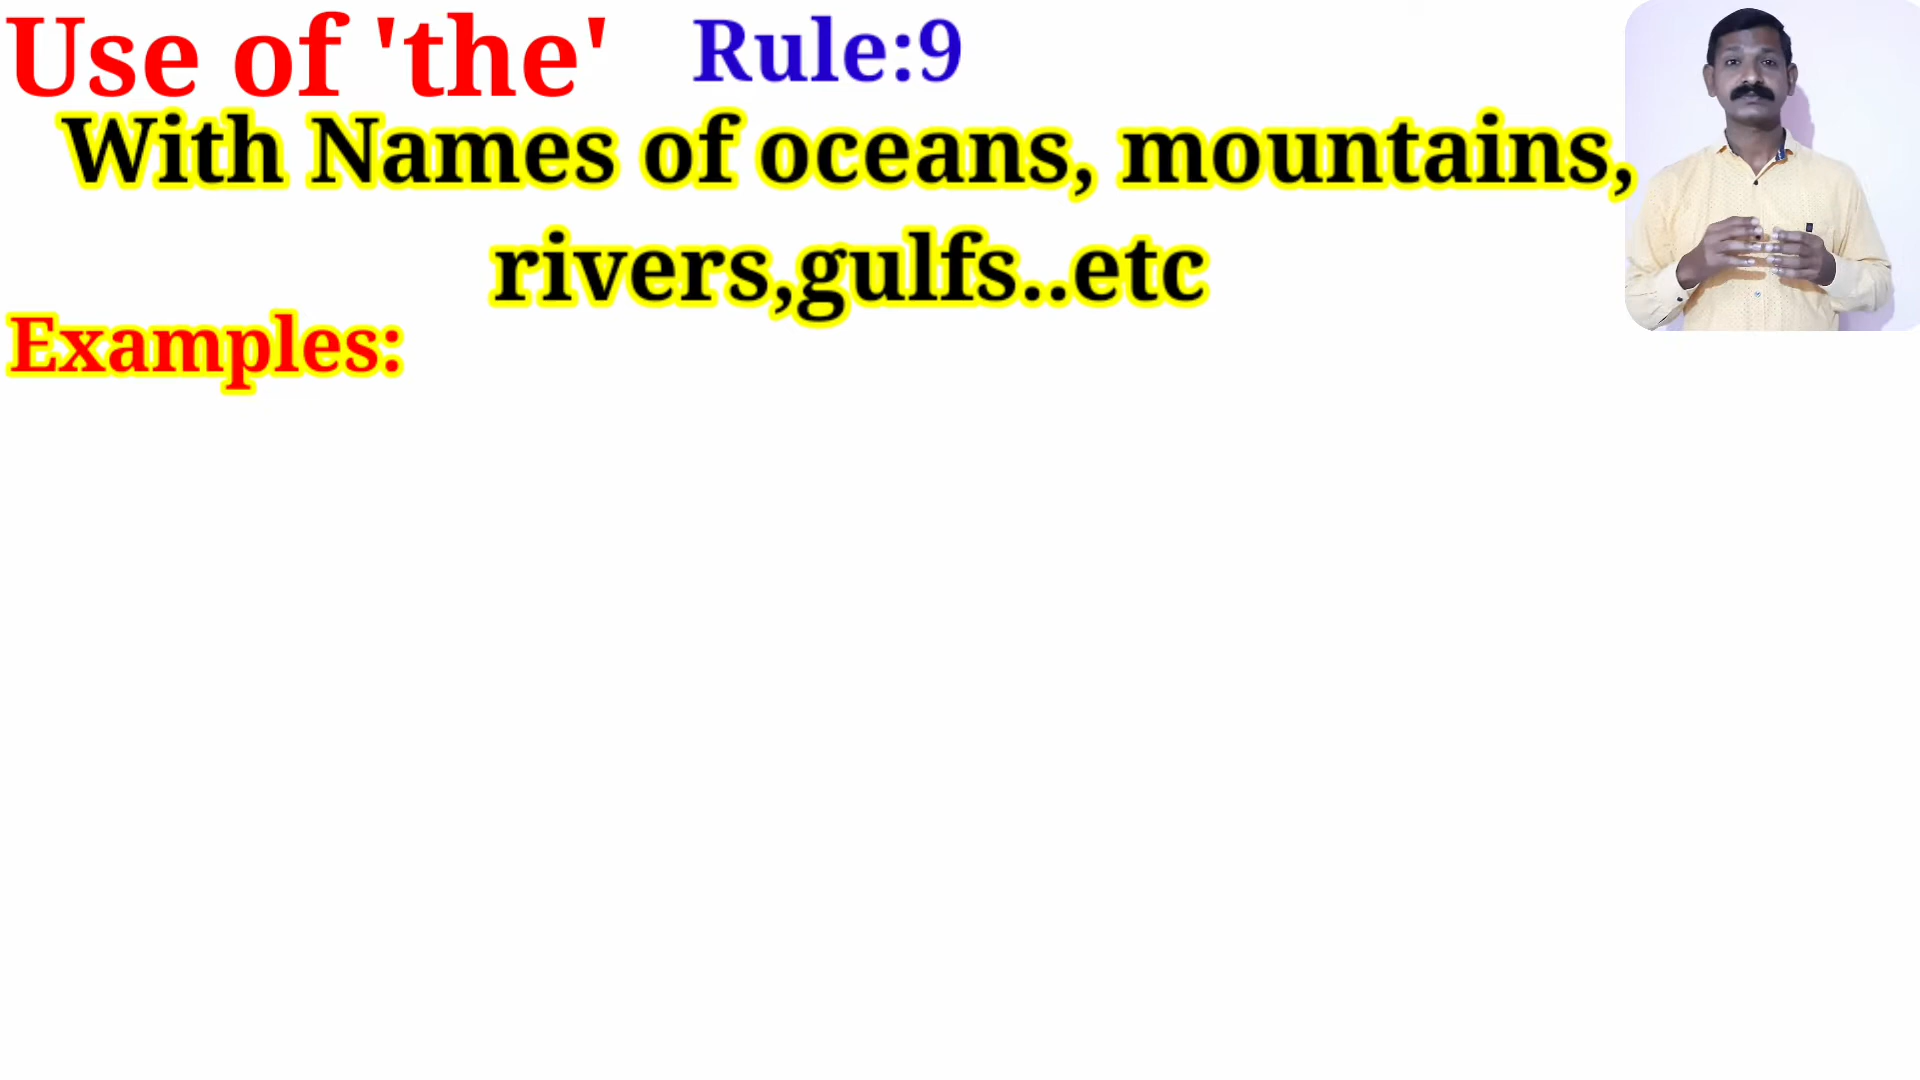 Use of 'the' Rule:9
With Names of oceans, mountains,
rivers,gulfs..etc
Examples: